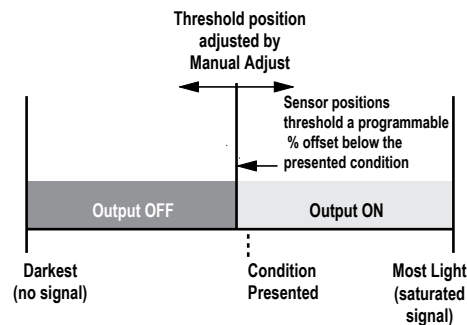 Threshold position
adjusted by
Manual Adjust
Sensor positions
threshold a programmable
% offset below the
presented condition
Output OFF
Output ON
Darkest
(no signal)
Condition
Presented
Most Light
(saturated
signal)